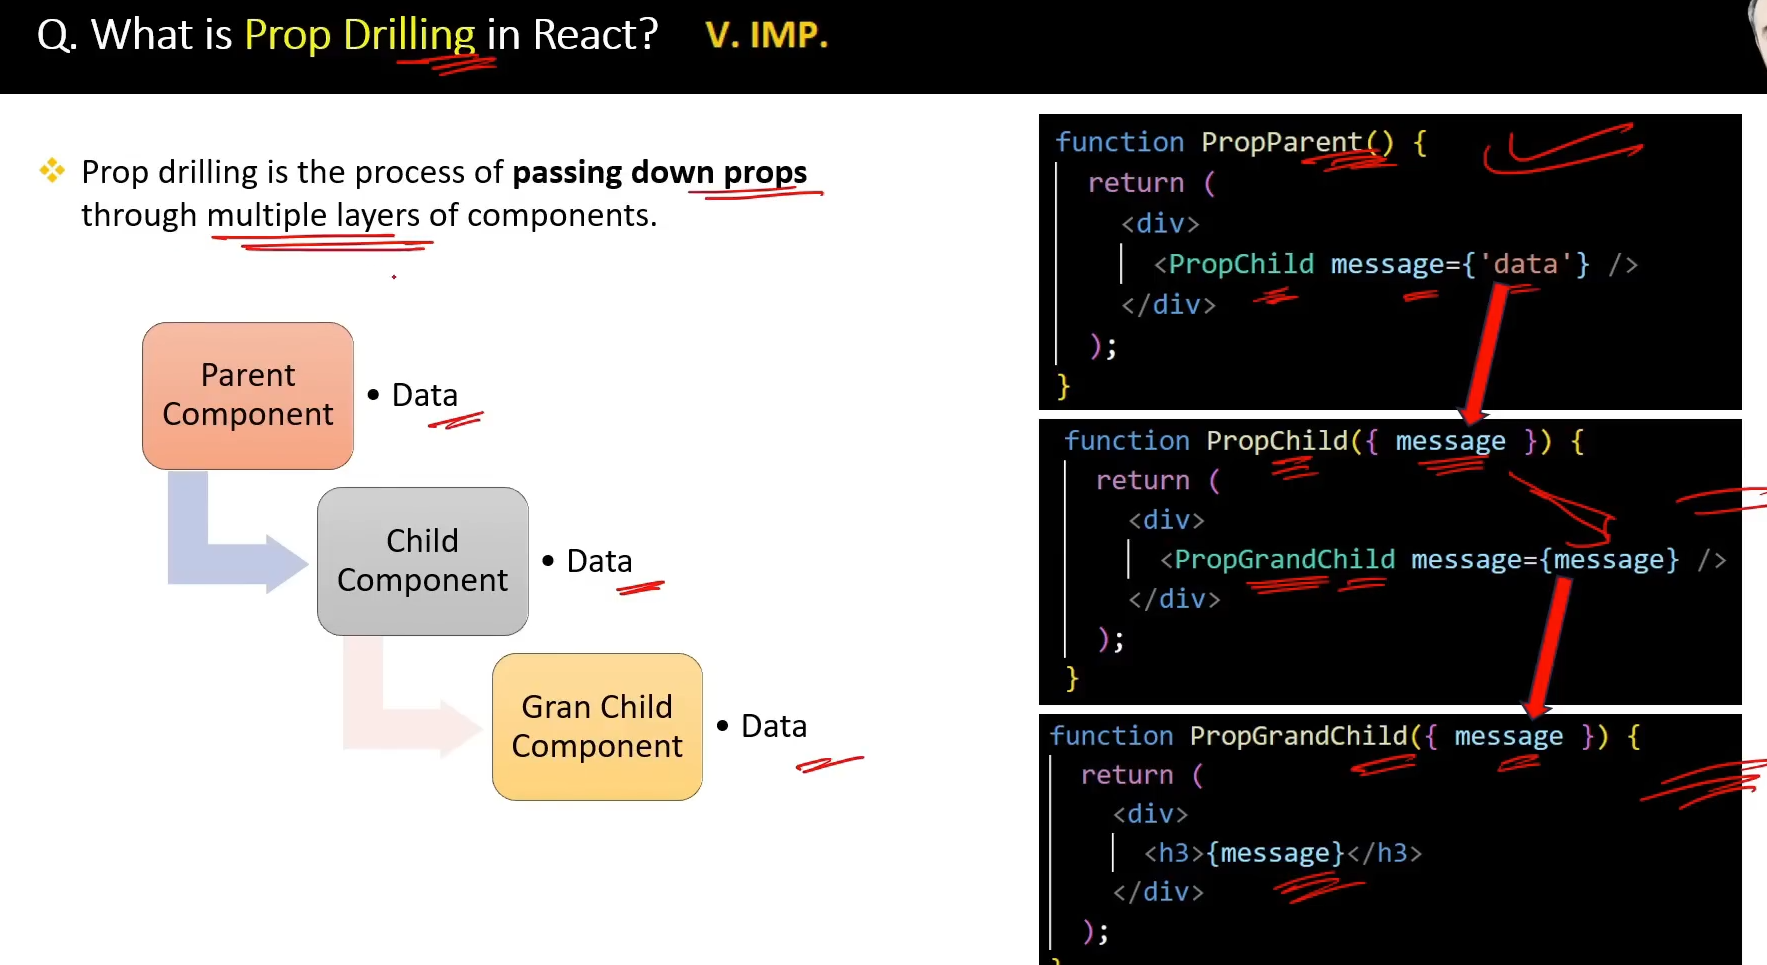 Q. What is Prop Drilling in React? V. IMP.
Prop drilling is the process of passing down props
through multiple layers of components.
Parent
Component
• Data
Child
Component
• Data
Gran Child
Component
• Data
function PropParent() {
return (
<div>
<PropChild message={'data'} />
</div>
);
}
function PropChild({ message }) {
return (
<div>
<PropGrandChild message={message} />
</div>
);
}
function PropGrandChild({ message }) {
return (
<div>
<h3>{message}</h3>
</div>
);
}